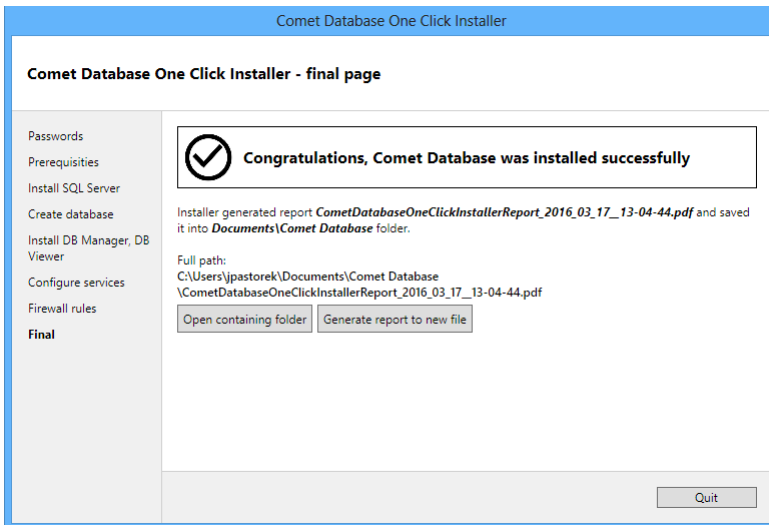 Comet Database One Click Installer
Comet Database One Click Installer - final page
Passwords
Prerequisities
Install SQL Server
Create database
Install DB Manager, DB
Viewer
Configure services
Firewall rules
Final
Congratulations, Comet Database was installed successfully
Installer generated report CometDatabaseOneClickInstallerReport_2016_03_17__13-04-44.pdf and saved
it into Documents\Comet Database folder.
Full path:
C:\Users\jpastorek\Documents\Comet Database
\CometDatabaseOneClickInstallerReport_2016_03_17__13-04-44.pdf
Open containing folder
Generate report to new file
Quit